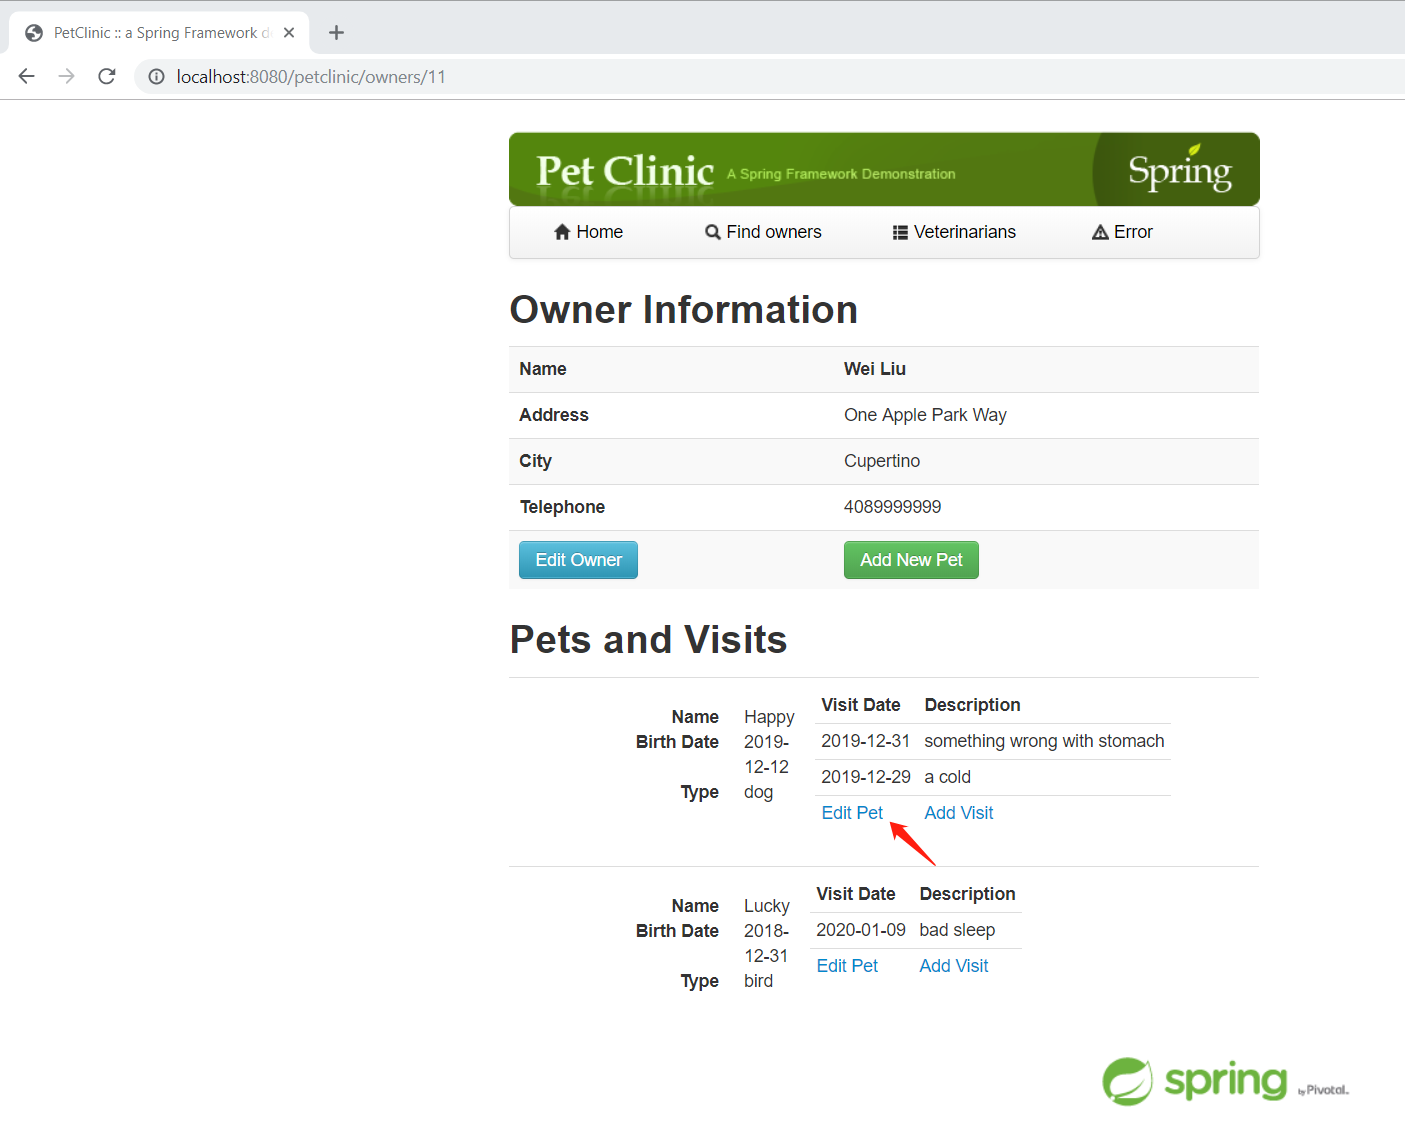 PetClinic :: a Spring Framework d
localhost:8080/petclinic/owners/11
Pet Clinic A Spring Framework Demonstration Spring
Home Find owners Veterinarians Error
Owner Information
Name Wei Liu
Address One Apple Park Way
City Cupertino
Telephone 4089999999
Edit Owner Add New Pet
Pets and Visits
Visit Date Description
Name Happy
2019-12-31 something wrong with stomach
Birth Date 2019-
12-12
2019-12-29 a cold
Type dog
Edit Pet Add Visit
Visit Date Description
Name Lucky
2020-01-09 bad sleep
Birth Date 2018-
12-31
Edit Pet Add Visit
Type bird
spring by Pivotal.